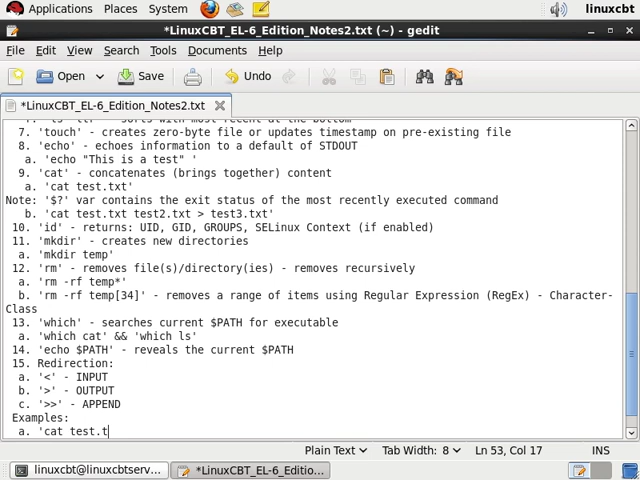 Applications Places System linuxcbt
*LinuxCBT_EL-6_Edition_Notes2.txt (~) - gedit
File Edit View Search Tools Documents Help
Open Save Undo
*LinuxCBT_EL-6_Edition_Notes2.txt
7. 'touch' - creates zero-byte file or updates timestamp on pre-existing file
8. 'echo' - echoes information to a default of STDOUT
a. 'echo "This is a test" '
9. 'cat' - concatenates (brings together) content
a. 'cat test.txt'
Note: '$?' var contains the exit status of the most recently executed command
b. 'cat test.txt test2.txt > test3.txt'
10. 'id' - returns: UID, GID, GROUPS, SELinux Context (if enabled)
11. 'mkdir' - creates new directories
a. 'mkdir temp'
12. 'rm' - removes file(s)/directory(ies) - removes recursively
a. 'rm -rf temp*'
b. 'rm -rf temp[34]' - removes a range of items using Regular Expression (RegEx) - Character-
Class
13. 'which' - searches current $PATH for executable
a. 'which cat' && 'which ls'
14. 'echo $PATH' - reveals the current $PATH
15. Redirection:
a. '<' - INPUT
b. '>' - OUTPUT
c. '>>' - APPEND
Examples:
a. 'cat test.t
Plain Text Tab Width: 8 Ln 53, Col 17 INS
linuxcbt@linuxcbtserv... *LinuxCBT_EL-6_Editio...